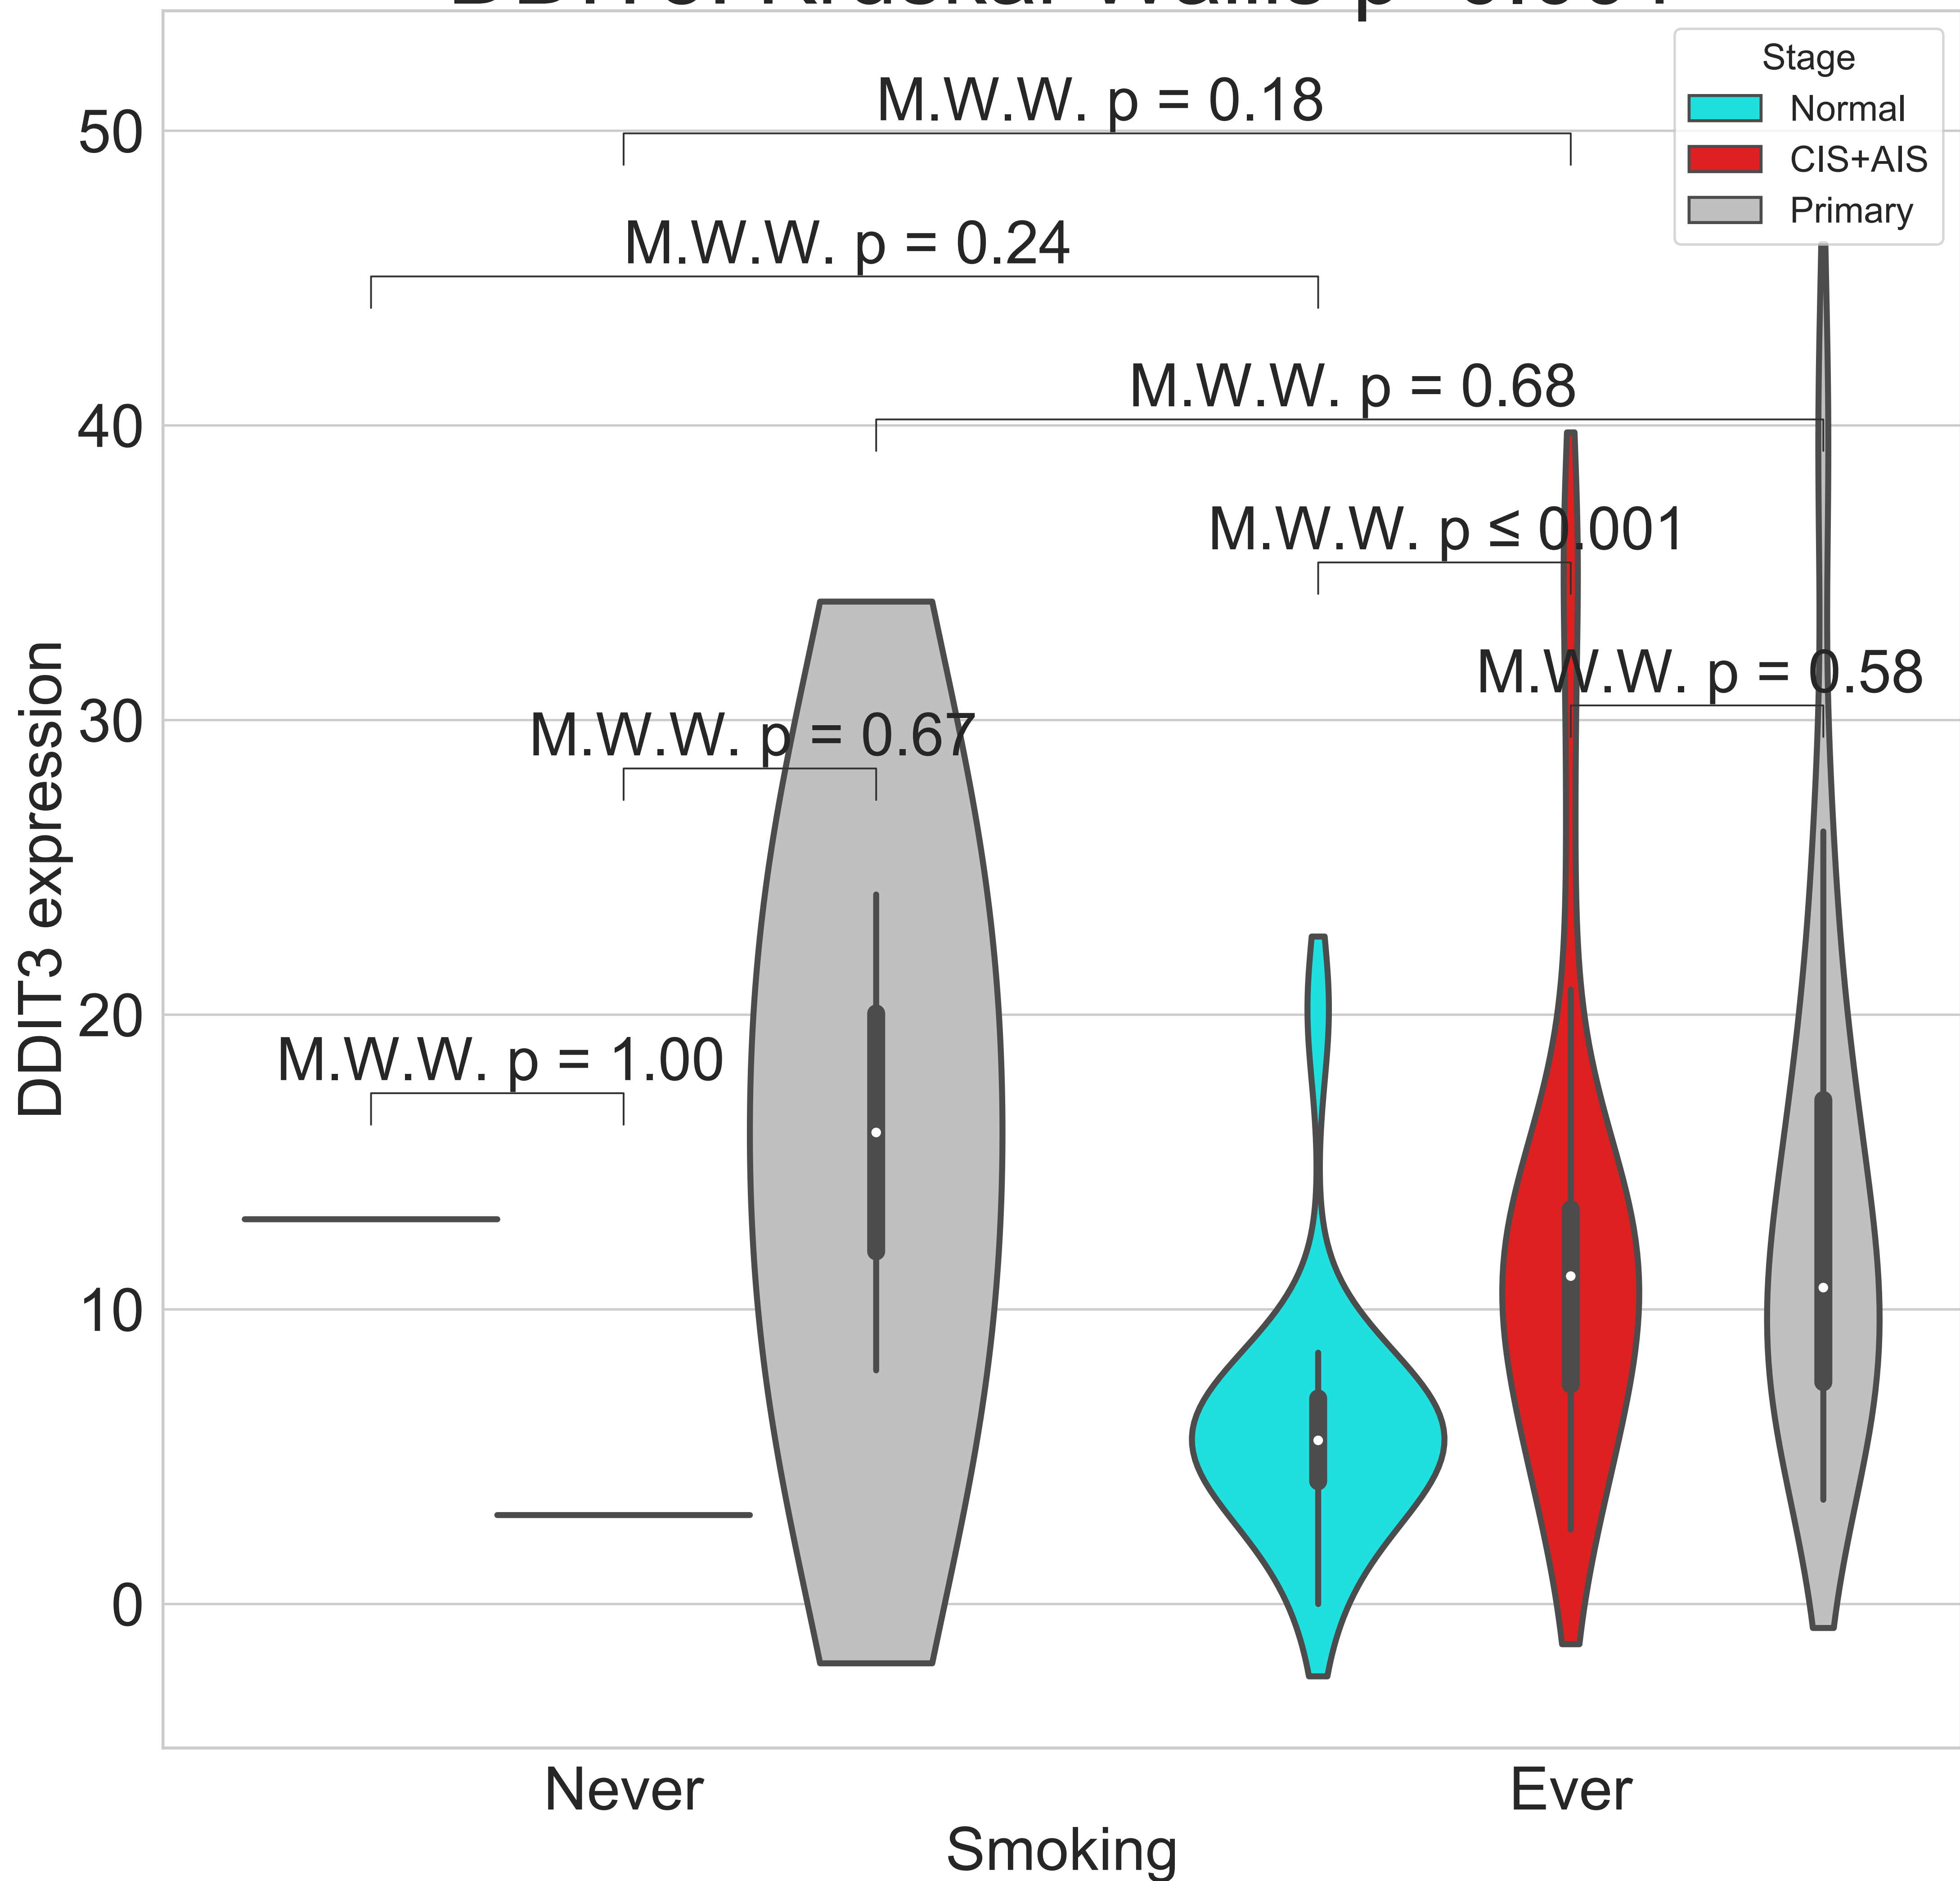 Stage
Normal
CIS+AIS
Primary
M.W.W. p = 0.18
M.W.W. p = 0.24
M.W.W. p = 0.68
M.W.W. p ≤ 0.001
M.W.W. p = 0.58
M.W.W. p = 0.67
M.W.W. p = 1.00
50
40
30
20
10
0
DDIT3 expression
Never
Ever
Smoking